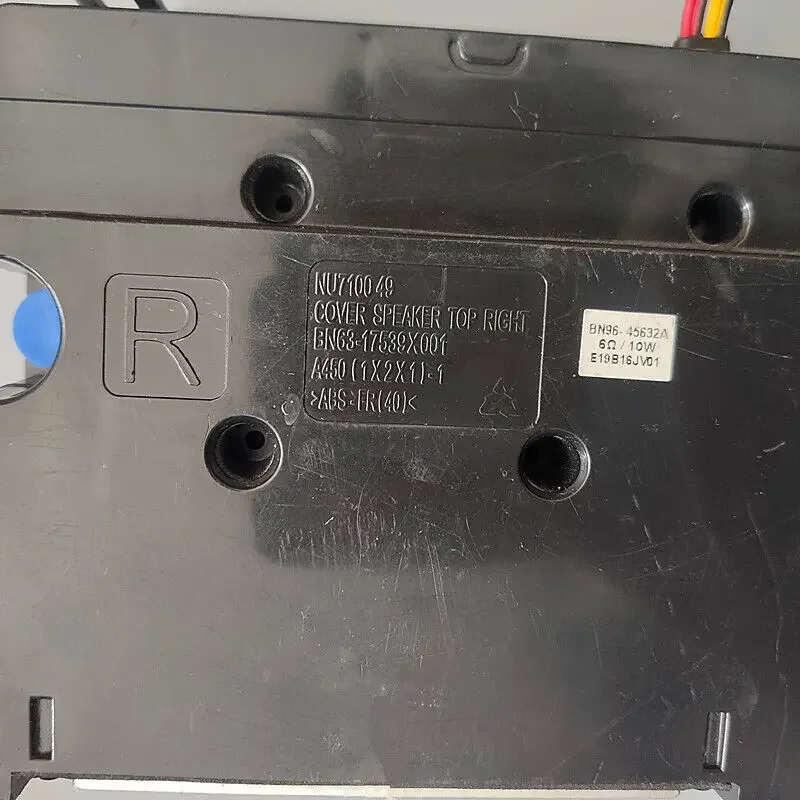 R
NU7100 49
COVER SPEAKER TOP RIGHT
BN63-17539X001
A450(1X2X1)-1
>ABS-FR(40)<
BN96-45632A
6Ω/10W
E19B16JV01